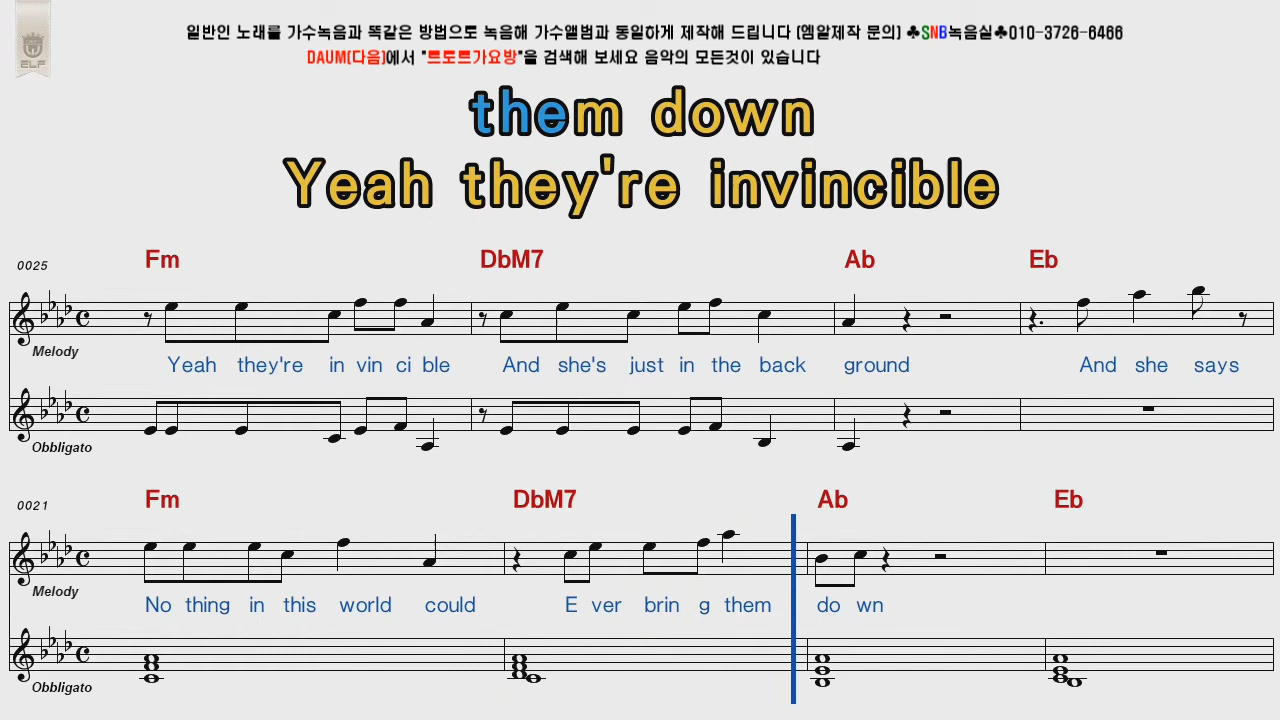 일반인 노래를 가수녹음과 똑같은 방법으로 녹음해 가수앨범과 동일하게 제작해 드립니다 [엠알제작 문의] ♣SNB녹음실♣010-3726-6466
DAUM[다음]에서 "트토트가요방"을 검색해 보세요 음악의 모든것이 있습니다
ELF
them down
Yeah they're invincible
Fm DbM7 Ab Eb
0025
Melody
Yeah they're in vin ci ble And she's just in the back ground And she says
Obbligato
Fm DbM7 Ab Eb
0021
Melody
No thing in this world could E ver brin g them do wn
Obbligato